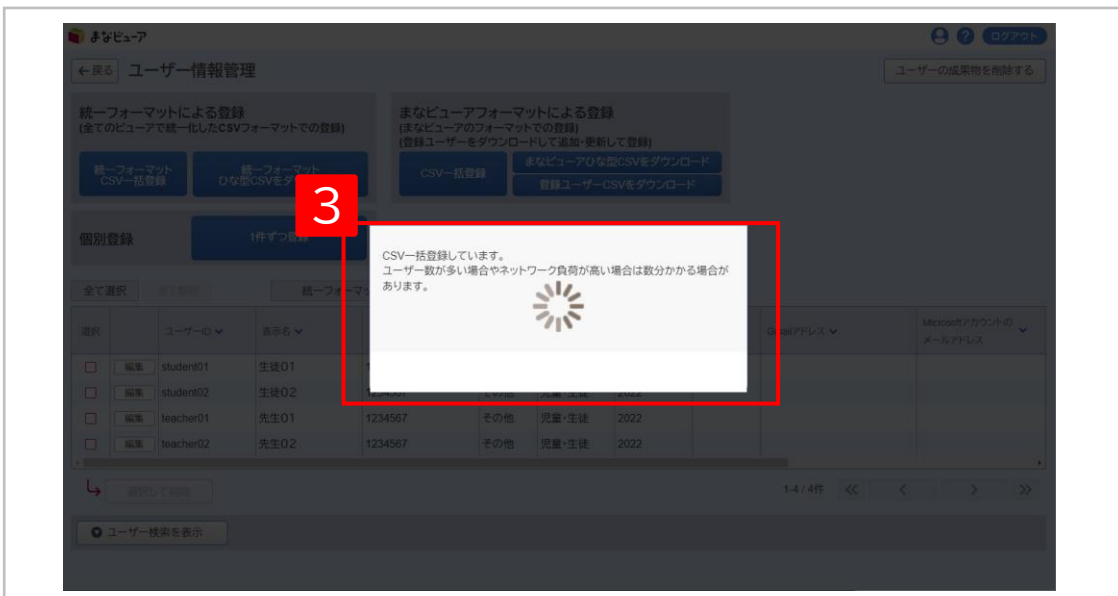 まなビューア
?
ログアウト
←戻る
ユーザー情報管理
ユーザーの成果物を削除する
統一フォーマットによる登録
(全てのビューアで統一化したCSVフォーマットでの登録)
統一フォーマット
CSV一括登録
統一フォーマット
ひな型CSVをダ
まなビューアフォーマットによる登録
(まなビューアのフォーマットでの登録)
(登録ユーザーをダウンロードして追加・更新して登録)
CSV一括登録
まなビューアひな型CSVをダウンロード
登録ユーザーCSVをダウンロード
3
個別登録
1件ずつ登録
CSV一括登録しています。
ユーザー数が多い場合やネットワーク負荷が高い場合は数分かかる場合が
あります。
全て選択
統一フォーマッ
選択
ユーザーID
表示名
Gmailアドレス
Microsoftアカウントの
メールアドレス
編集 student01 生徒01
編集 student02 生徒02 1234567 その他 児童・生徒 2022
編集 teacher01 先生01 1234567 その他 児童・生徒 2022
編集 teacher02 先生02 1234567 その他 児童・生徒 2022
選択して削除
1-4 / 4件
ユーザー検索を表示